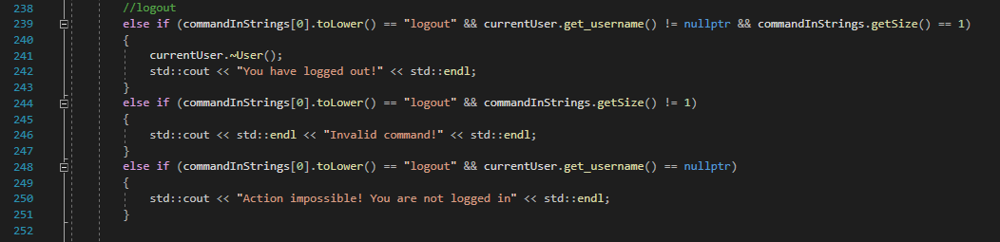 238 //logout
239 else if (commandInStrings[0].toLower() == "logout" && currentUser.get_username() != nullptr && commandInStrings.getSize() == 1)
240 {
241 currentUser.~User();
242 std::cout << "You have logged out!" << std::endl;
243 }
244 else if (commandInStrings[0].toLower() == "logout" && commandInStrings.getSize() != 1)
245 {
246 std::cout << std::endl << "Invalid command!" << std::endl;
247 }
248 else if (commandInStrings[0].toLower() == "logout" && currentUser.get_username() == nullptr)
249 {
250 std::cout << "Action impossible! You are not logged in" << std::endl;
251 }
252